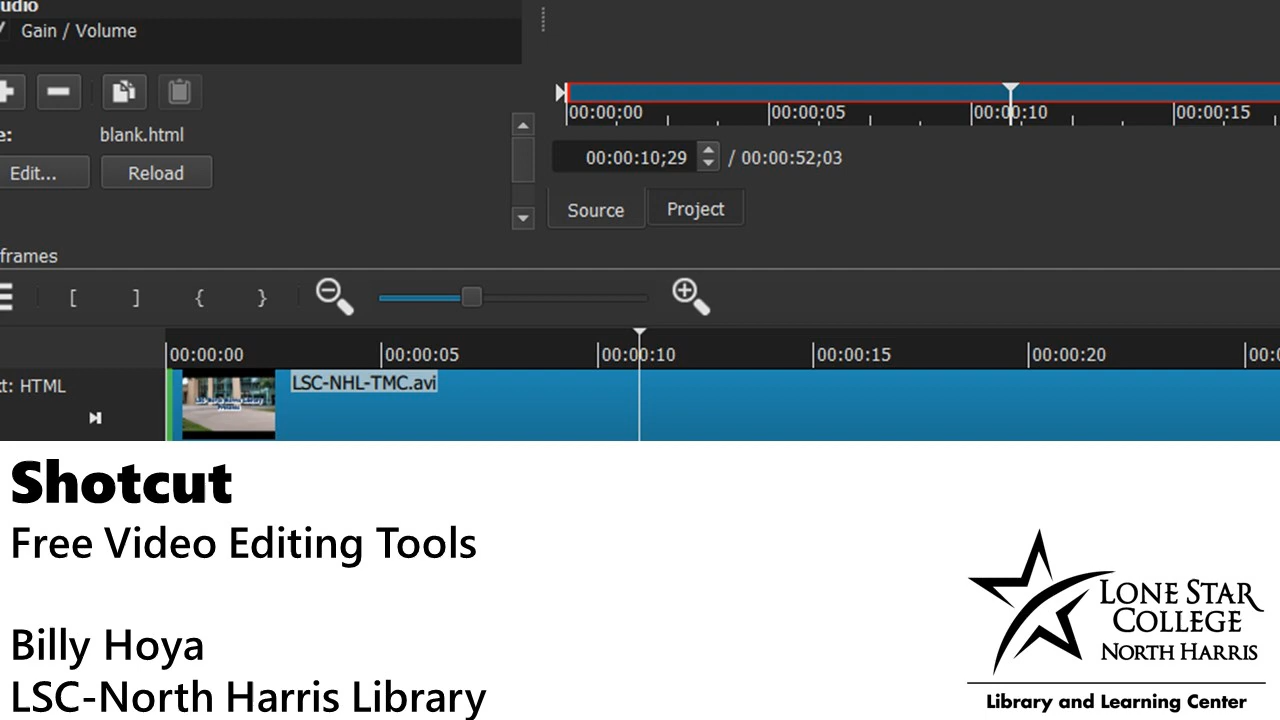 udio
Gain / Volume
e:
blank.html
Edit...
Reload
00:00:00
00:00:05
00:00:10
00:00:15
00:00:10;29
/ 00:00:52;03
Source
Project
frames
[
]
{
}
00:00:00
00:00:05
00:00:10
00:00:15
00:00:20
00:0
tt: HTML
LSC-NHL-TMC.avi
Shotcut
Free Video Editing Tools
Billy Hoya
LSC-North Harris Library
LONE STAR
COLLEGE
NORTH HARRIS
Library and Learning Center